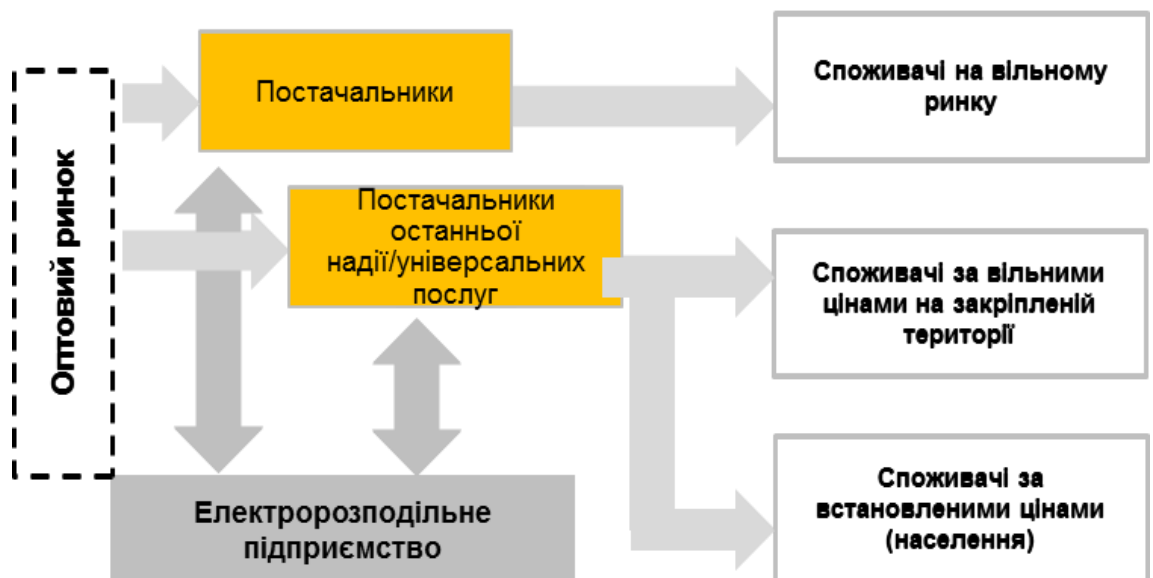 Оптовий ринок
Постачальники
Споживачі на вільному
ринку
Постачальники
останньої
надії/універсальних
послуг
Споживачі за вільними
цінами на закріпленій
території
Електророзподільне
підприємство
Споживачі за
встановленими цінами
(населення)